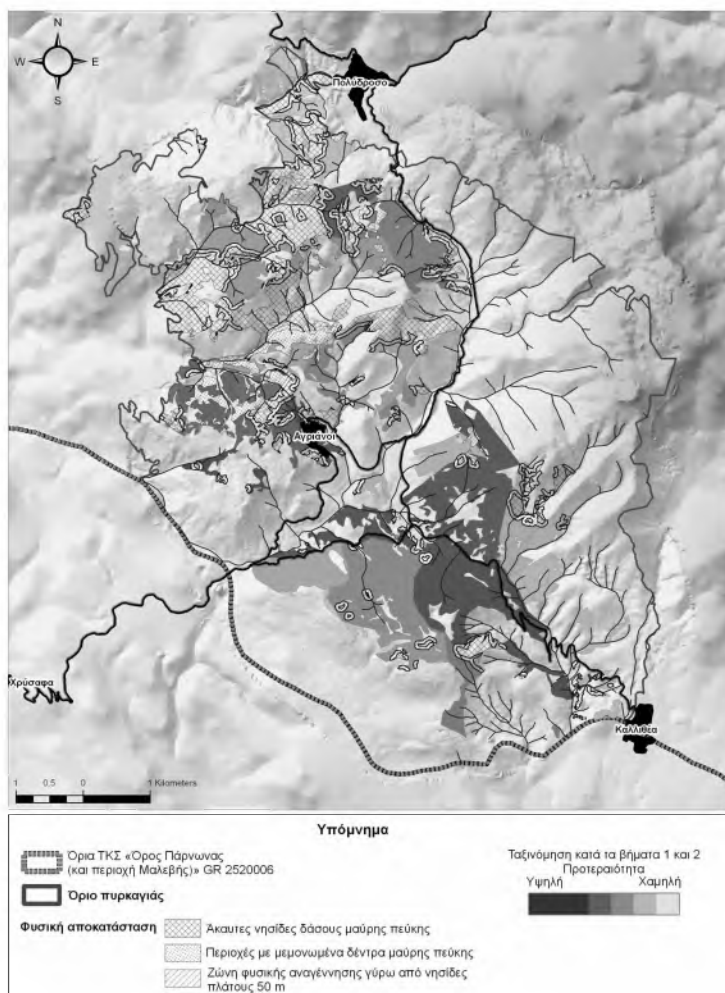 N
W E
S
Πολύδροσο
Αγριάνοι
Χρύσαφα
Καλλιθέα
1 0,5 0 1 Kilometers
Υπόμνημα
Όρια ΤΚΣ «Όρος Πάρνωνας
(και περιοχή Μαλεβής)» GR 2520006
Όριο πυρκαγιάς
Φυσική αποκατάσταση
Άκαυτες νησίδες δάσους μαύρης πεύκης
Περιοχές με μεμονωμένα δέντρα μαύρης πεύκης
Ζώνη φυσικής αναγέννησης γύρω από νησίδες
πλάτους 50 m
Ταξινόμηση κατά τα βήματα 1 και 2
Προτεραιότητα
Υψηλή Χαμηλή